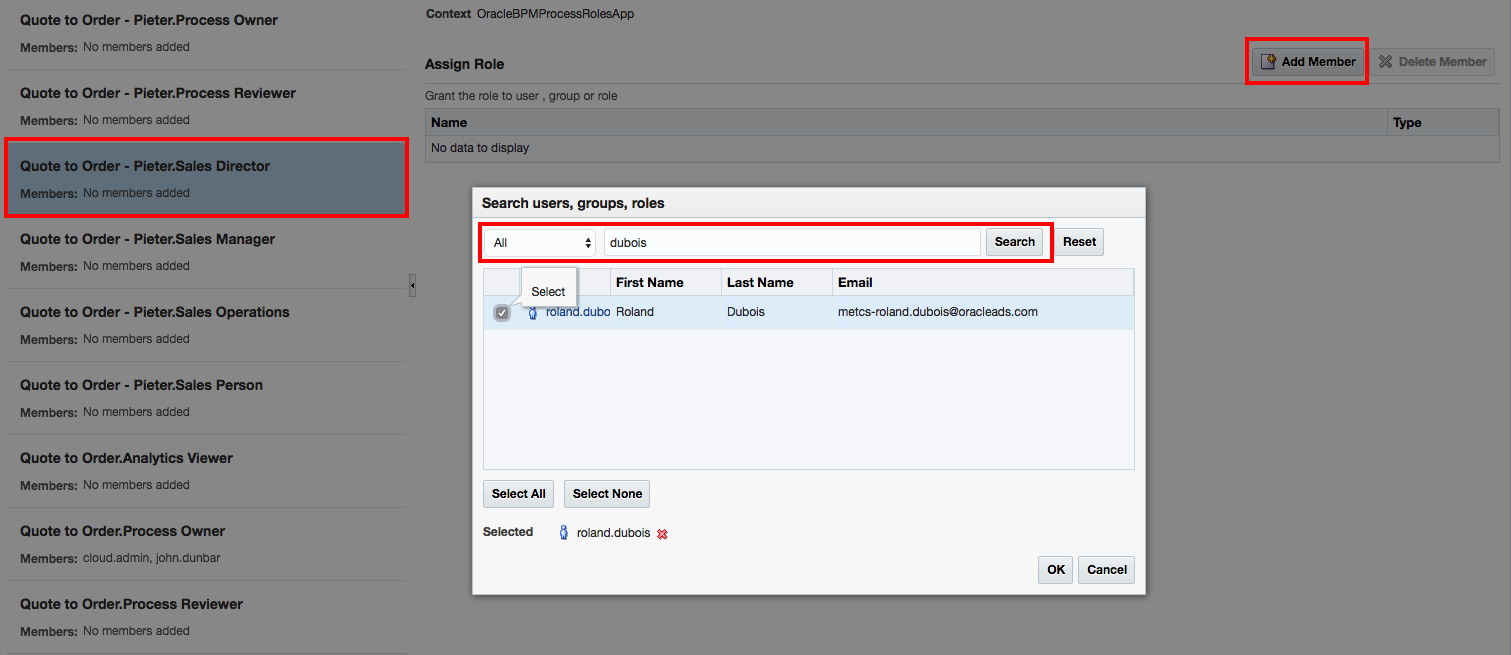 Quote to Order - Pieter.Process Owner
Members: No members added
Quote to Order - Pieter.Process Reviewer
Members: No members added
Quote to Order - Pieter.Sales Director
Members: No members added
Quote to Order - Pieter.Sales Manager
Members: No members added
Quote to Order - Pieter.Sales Operations
Members: No members added
Quote to Order - Pieter.Sales Person
Members: No members added
Quote to Order.Analytics Viewer
Members: No members added
Quote to Order.Process Owner
Members: cloud.admin, john.dunbar
Quote to Order.Process Reviewer
Members: No members added
Context OracleBPMProcessRolesApp
Assign Role Add Member Delete Member
Grant the role to user , group or role
Name Type
No data to display
Search users, groups, roles
All dubois Search Reset
First Name Last Name Email
Select
roland.dubo Roland Dubois metcs-roland.dubois@oracleads.com
Select All Select None
Selected roland.dubois
OK Cancel